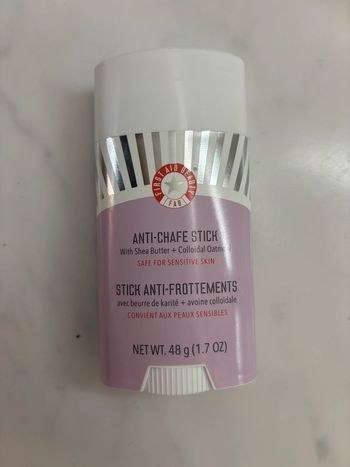 FIRST AID BEAUTY
FAB
ANTI-CHAFE STICK
With Shea Butter + Colloidal Oatmeal
SAFE FOR SENSITIVE SKIN
STICK ANTI-FROTTEMENTS
avec beurre de karité + avoine colloïdale
CONVIENT AUX PEAUX SENSIBLES
NET WT. 48 g (1.7 OZ)